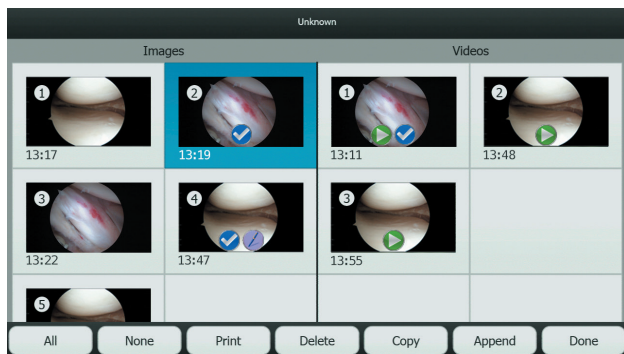 Unknown
Images Videos
1 2 1 2
13:17 13:19 13:11 13:48
3 4 3
13:22 13:47 13:55
5
All None Print Delete Copy Append Done